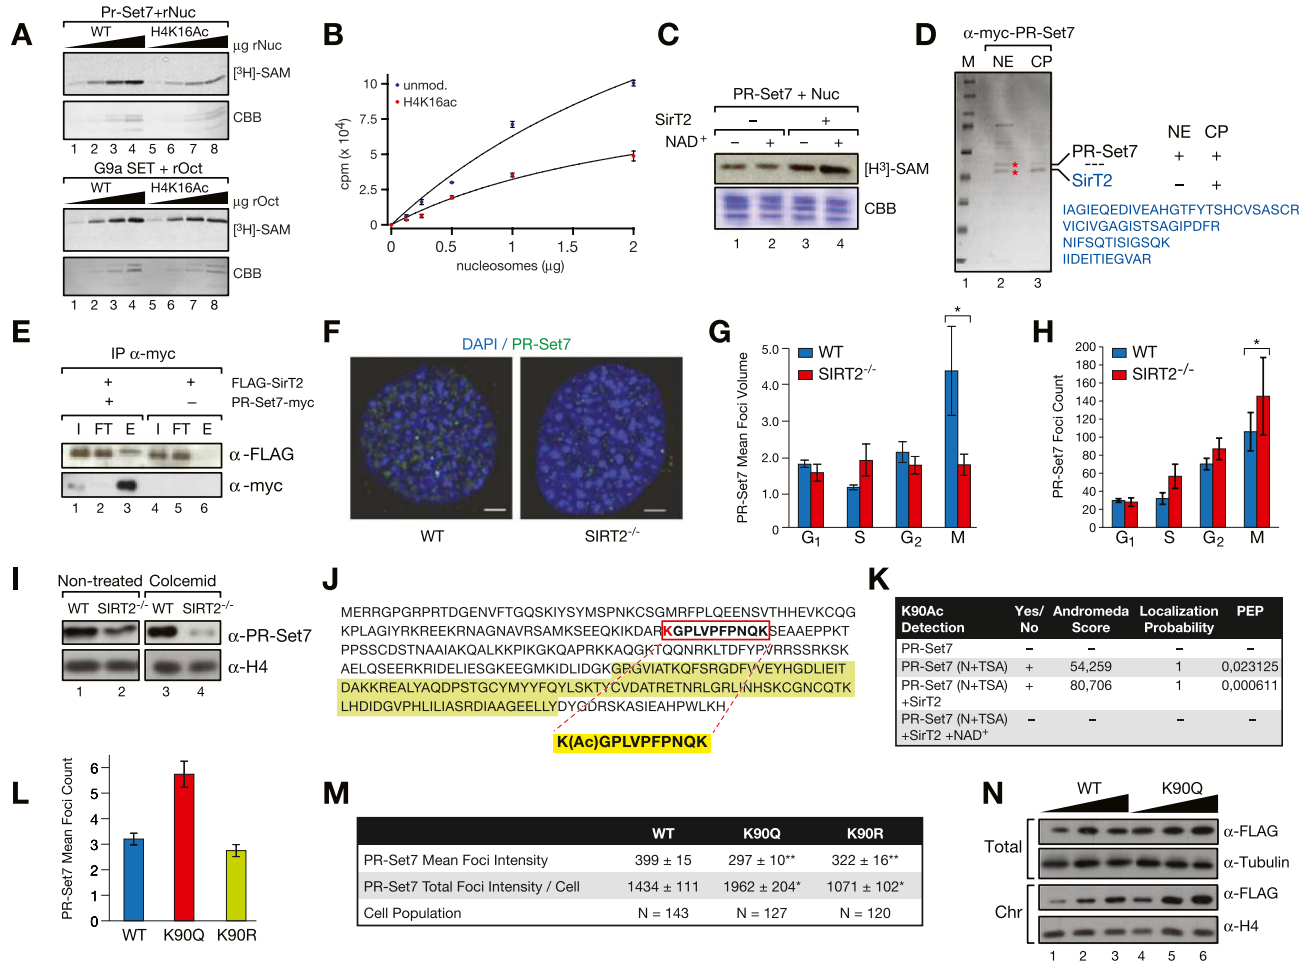 A
Pr-Set7+rNuc
WT H4K16Ac
µg rNuc
[³H]-SAM
CBB
1 2 3 4 5 6 7 8
G9a SET + rOct
WT H4K16Ac
µg rOct
[³H]-SAM
CBB
1 2 3 4 5 6 7 8
B
unmod.
H4K16ac
cpm (x 10⁴)
10
7.5
5
2.5
0
0 0.5 1 1.5 2
nucleosomes (µg)
C
PR-Set7 + Nuc
SirT2 – +
NAD⁺ – + – +
[H³]-SAM
CBB
1 2 3 4
D
α-myc-PR-Set7
M NE CP
PR-Set7
---
SirT2
NE CP
+ +
– +
IAGIEQEDIVEAHGTFYTSHCVSASCR
VICIVGAGISTSAGIPDFR
NIFSQTISIGSQK
IIDEITIEGVAR
* *
1 2 3
E
IP α-myc
+ + FLAG-SirT2
+ – PR-Set7-myc
I FT E I FT E
α-FLAG
α-myc
1 2 3 4 5 6
F
DAPI / PR-Set7
WT SIRT2⁻/⁻
G
PR-Set7 Mean Foci Volume
5.0
4.0
3.0
2.0
1.0
0
WT
SIRT2⁻/⁻
*
G₁ S G₂ M
H
PR-Set7 Foci Count
200
180
160
140
120
100
80
60
40
20
0
WT
SIRT2⁻/⁻
*
G₁ S G₂ M
I
Non-treated Colcemid
WT SIRT2⁻/⁻ WT SIRT2⁻/⁻
α-PR-Set7
α-H4
1 2 3 4
J
MERRGPGRPRTDGENVFTGQSKIYSYMSPNKCSGMRFPLQEENSVTHHEVKCQG
KPLAGIYRKREEKRNAGNAVRSAMKSEEQKIKDARKGPLVPFPNQKSEAAEPPKT
PPSSCDSTNAAIAKQALKKPIKGKQAPRKKAQGKTQQNRKLTDFYPVRRSSRKSK
AELQSEERKRIDELIESGKEEGMKIDLIDGKGRGVIATKQFSRGDFVVEYHGDLIEIT
DAKKREALYAQDPSTGCYMYYFQYLSKTYCVDATRETNRLGRLINHSKCGNCQTK
LHDIDGVPHLILIASRDIAAGEELLYDYGDRSKASIEAHPWLKH
K(Ac)GPLVPFPNQK
K
K90Ac Detection Yes/No Andromeda Score Localization Probability PEP
PR-Set7 – – – –
PR-Set7 (N+TSA) + 54,259 1 0,023125
PR-Set7 (N+TSA) + 80,706 1 0,000611
+SirT2
PR-Set7 (N+TSA) – – – –
+SirT2 +NAD⁺
L
PR-Set7 Mean Foci Count
6
5
4
3
2
1
0
WT K90Q K90R
M
WT K90Q K90R
PR-Set7 Mean Foci Intensity 399 ± 15 297 ± 10** 322 ± 16**
PR-Set7 Total Foci Intensity / Cell 1434 ± 111 1962 ± 204* 1071 ± 102*
Cell Population N = 143 N = 127 N = 120
N
WT K90Q
Total
α-FLAG
α-Tubulin
Chr
α-FLAG
α-H4
1 2 3 4 5 6